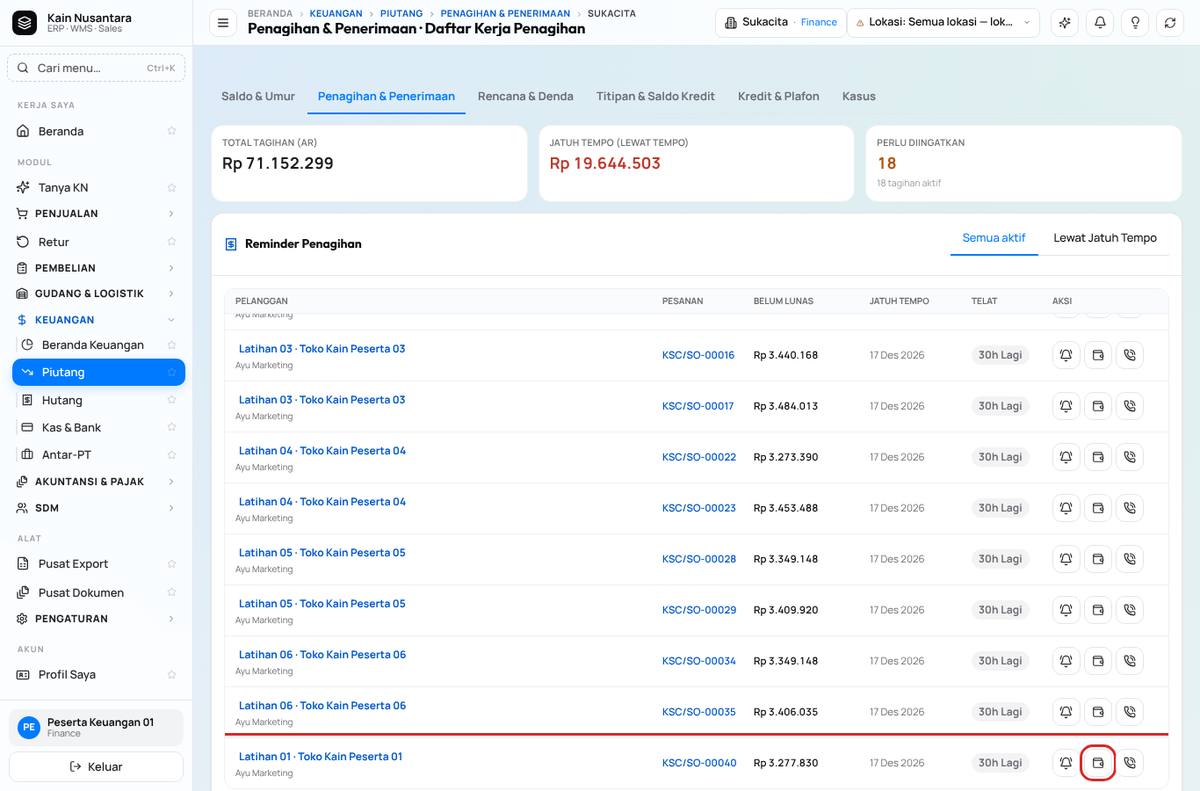 Kain Nusantara
ERP · WMS · Sales
Cari menu... Ctrl+K
KERJA SAYA
Beranda
MODUL
Tanya KN
PENJUALAN
Retur
PEMBELIAN
GUDANG & LOGISTIK
KEUANGAN
Beranda Keuangan
Piutang
Hutang
Kas & Bank
Antar-PT
AKUNTANSI & PAJAK
SDM
ALAT
Pusat Export
Pusat Dokumen
PENGATURAN
AKUN
Profil Saya
PE
Peserta Keuangan 01
Finance
Keluar
BERANDA › KEUANGAN › PIUTANG › PENAGIHAN & PENERIMAAN › SUKACITA
Penagihan & Penerimaan · Daftar Kerja Penagihan
Sukacita · Finance
Lokasi: Semua lokasi — lok...
Saldo & Umur Penagihan & Penerimaan Rencana & Denda Titipan & Saldo Kredit Kredit & Plafon Kasus
TOTAL TAGIHAN (AR)
Rp 71.152.299
JATUH TEMPO (LEWAT TEMPO)
Rp 19.644.503
PERLU DIINGATKAN
18
18 tagihan aktif
Reminder Penagihan
Semua aktif Lewat Jatuh Tempo
PELANGGAN PESANAN BELUM LUNAS JATUH TEMPO TELAT AKSI
Ayu Marketing
Latihan 03 · Toko Kain Peserta 03
Ayu Marketing
KSC/SO-00016 Rp 3.440.168 17 Des 2026 30h Lagi
Latihan 03 · Toko Kain Peserta 03
Ayu Marketing
KSC/SO-00017 Rp 3.484.013 17 Des 2026 30h Lagi
Latihan 04 · Toko Kain Peserta 04
Ayu Marketing
KSC/SO-00022 Rp 3.273.390 17 Des 2026 30h Lagi
Latihan 04 · Toko Kain Peserta 04
Ayu Marketing
KSC/SO-00023 Rp 3.453.488 17 Des 2026 30h Lagi
Latihan 05 · Toko Kain Peserta 05
Ayu Marketing
KSC/SO-00028 Rp 3.349.148 17 Des 2026 30h Lagi
Latihan 05 · Toko Kain Peserta 05
Ayu Marketing
KSC/SO-00029 Rp 3.409.920 17 Des 2026 30h Lagi
Latihan 06 · Toko Kain Peserta 06
Ayu Marketing
KSC/SO-00034 Rp 3.349.148 17 Des 2026 30h Lagi
Latihan 06 · Toko Kain Peserta 06
Ayu Marketing
KSC/SO-00035 Rp 3.406.035 17 Des 2026 30h Lagi
Latihan 01 · Toko Kain Peserta 01
Ayu Marketing
KSC/SO-00040 Rp 3.277.830 17 Des 2026 30h Lagi